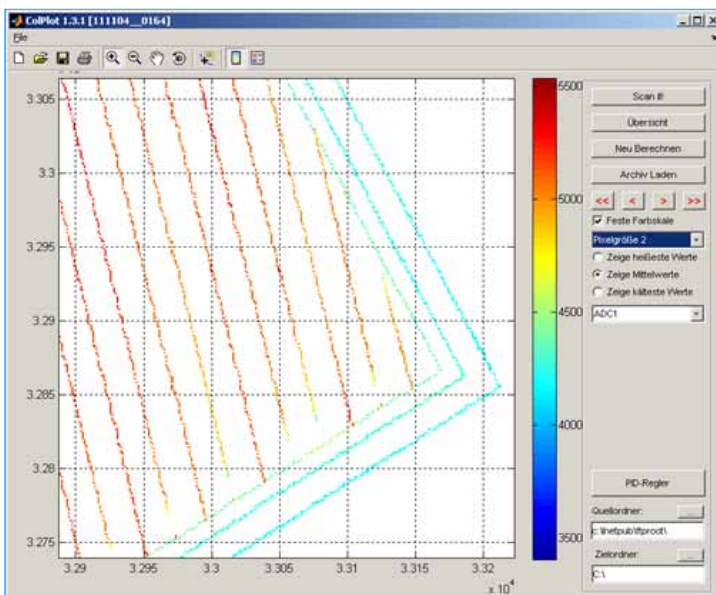 ColPlot 1.3.1 [111104__0164]
File
3.305
3.3
3.295
3.29
3.285
3.28
3.275
3.29
3.295
3.3
3.305
3.31
3.315
3.32
x 10⁴
5500
5000
4500
4000
3500
Scan it!
Übersicht
Neu Berechnen
Archiv Laden
<< < > >>
Feste Farbskale
Pixelgröße 2
Zeige heißeste Werte
Zeige Mittelwerte
Zeige kälteste Werte
ADC1
PID-Regler
Quellordner: ...
c:\Inetpub\ftproot\
Zielordner: ...
C:\